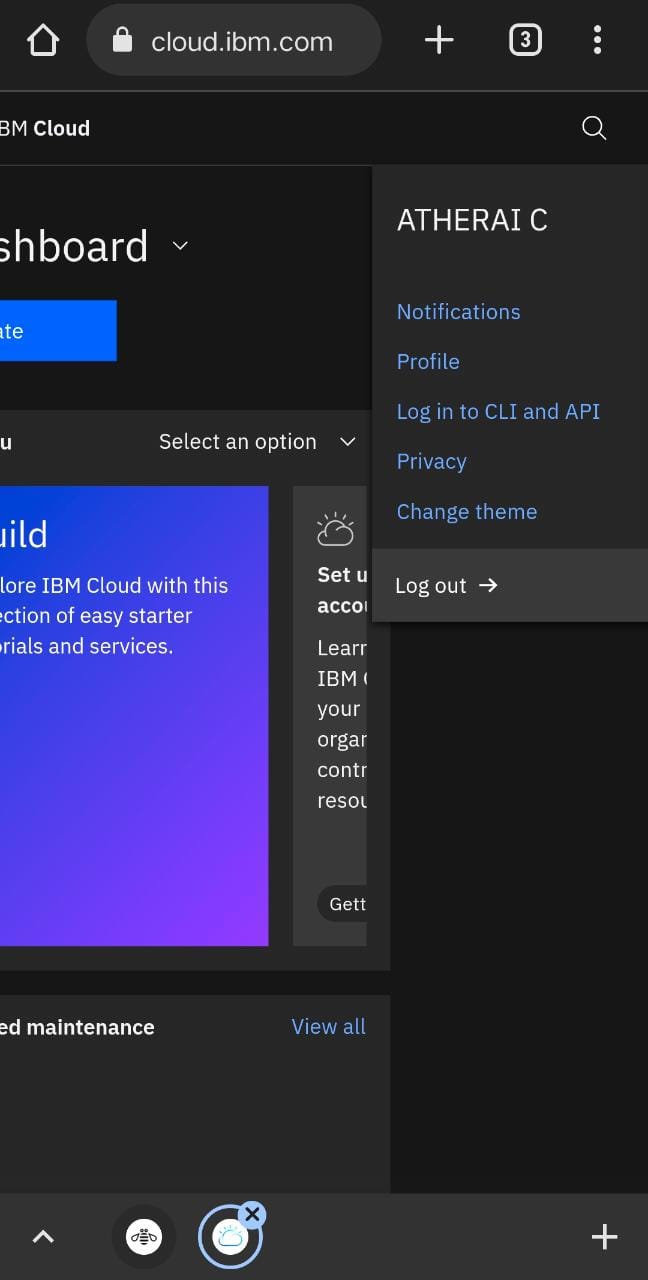 cloud.ibm.com
3
BM Cloud
ATHERAI C
shboard
Notifications
ate
Profile
Log in to CLI and API
u
Select an option
Privacy
Change theme
uild
lore IBM Cloud with this
ection of easy starter
orials and services.
Set u
accou
Log out →
Learr
IBM C
your
organ
contr
resou
Gett
ed maintenance
View all